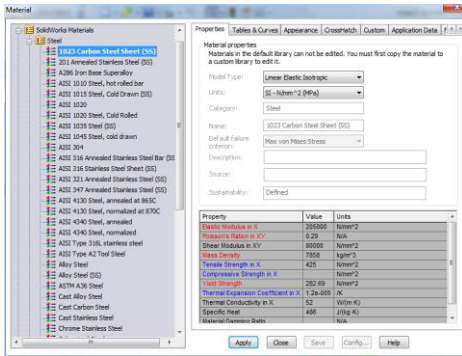 Material
SolidWorks Materials
Steel
1023 Carbon Steel Sheet (SS)
201 Annealed Stainless Steel (SS)
A286 Iron Base Superalloy
AISI 1010 Steel, hot rolled bar
AISI 1015 Steel, Cold Drawn (SS)
AISI 1020
AISI 1020 Steel, Cold Rolled
AISI 1035 Steel (SS)
AISI 1045 Steel, cold drawn
AISI 304
AISI 316 Annealed Stainless Steel Bar (SS
AISI 316 Stainless Steel Sheet (SS)
AISI 321 Annealed Stainless Steel (SS)
AISI 347 Annealed Stainless Steel (SS)
AISI 4130 Steel, annealed at 865C
AISI 4130 Steel, normalized at 870C
AISI 4340 Steel, annealed
AISI 4340 Steel, normalized
AISI Type 316L stainless steel
AISI Type A2 Tool Steel
Alloy Steel
Alloy Steel (SS)
ASTM A36 Steel
Cast Alloy Steel
Cast Carbon Steel
Cast Stainless Steel
Chrome Stainless Steel
Properties Tables & Curves Appearance CrossHatch Custom Application Data F
Material properties
Materials in the default library can not be edited. You must first copy the material to
a custom library to edit it.
Model Type: Linear Elastic Isotropic
Units: SI - N/mm^2 (MPa)
Category: Steel
Name: 1023 Carbon Steel Sheet (SS)
Default failure
criterion: Max von Mises Stress
Description:
Source:
Sustainability: Defined
Property Value Units
Elastic Modulus in X 205000 N/mm^2
Poisson's Ration in XY 0.29 N/A
Shear Modulus in XY 80000 N/mm^2
Mass Density 7858 kg/m^3
Tensile Strength in X 425 N/mm^2
Compressive Strength in X N/mm^2
Yield Strength 282.69 N/mm^2
Thermal Expansion Coefficient in X 1.2e-005 /K
Thermal Conductivity in X 52 W/(m·K)
Specific Heat 486 J/(kg·K)
Material Damping Ratio N/A
Apply Close Save Config... Help